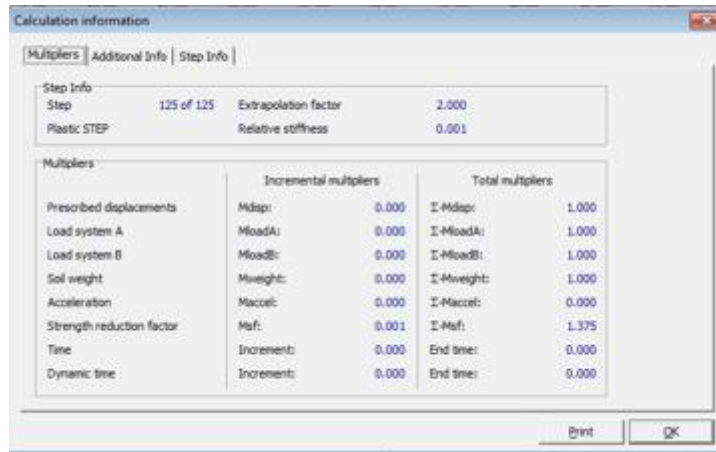 Calculation information
Multipliers Additional Info Step Info
Step Info
Step 125 of 125 Extrapolation factor 2.000
Plastic STEP Relative stiffness 0.001
Multipliers
Incremental multipliers Total multipliers
Prescribed displacements Mdisp: 0.000 Σ-Mdisp: 1.000
Load system A MloadA: 0.000 Σ-MloadA: 1.000
Load system B MloadB: 0.000 Σ-MloadB: 1.000
Soil weight Mweight: 0.000 Σ-Mweight: 1.000
Acceleration Maccel: 0.000 Σ-Maccel: 0.000
Strength reduction factor Msf: 0.001 Σ-Msf: 1.375
Time Increment: 0.000 End time: 0.000
Dynamic time Increment: 0.000 End time: 0.000
Print OK